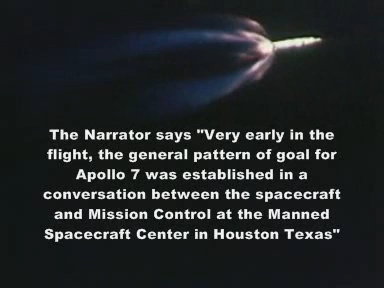 The Narrator says "Very early in the
flight, the general pattern of goal for
Apollo 7 was established in a
conversation between the spacecraft
and Mission Control at the Manned
Spacecraft Center in Houston Texas"